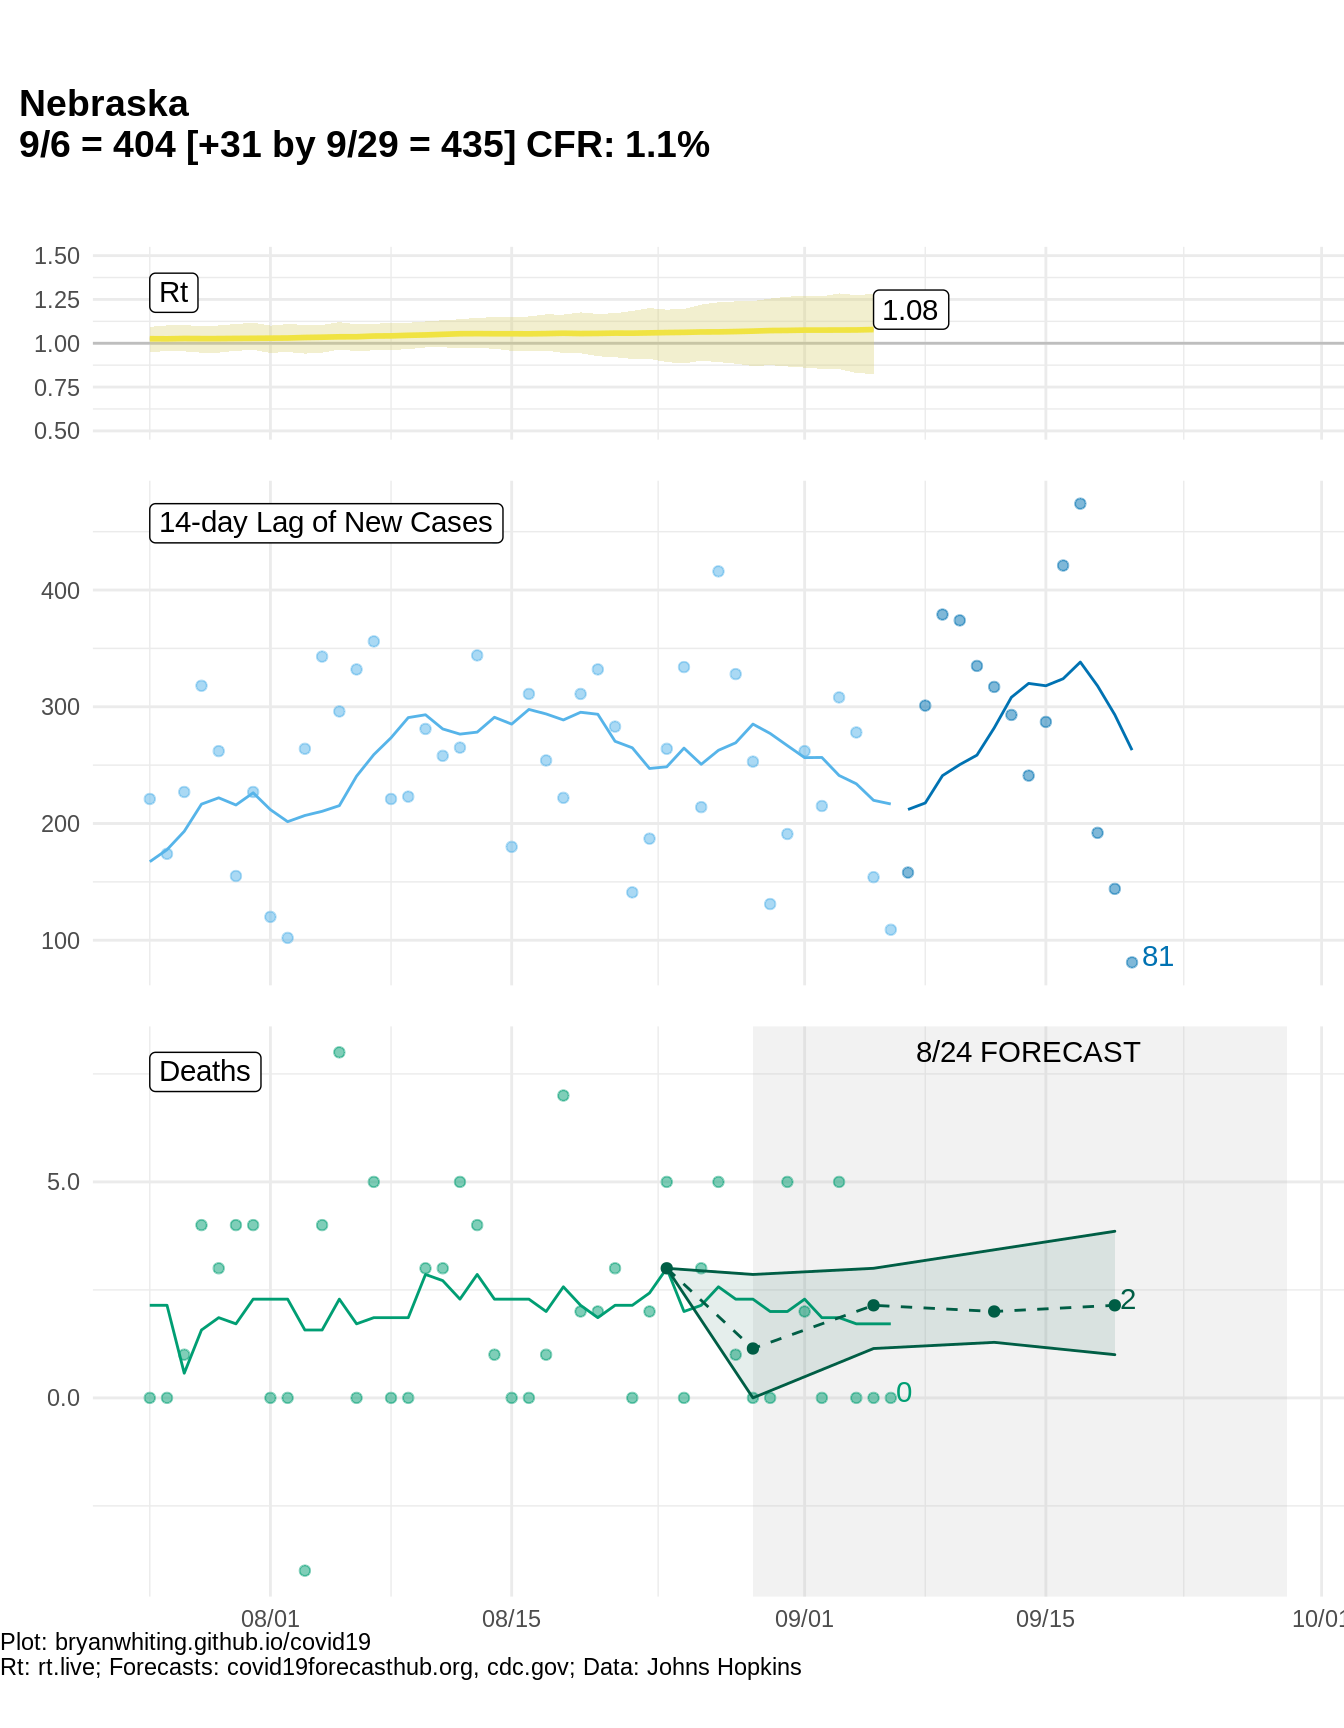 Nebraska
9/6 = 404 [+31 by 9/29 = 435] CFR: 1.1%
1.50
Rt
1.25
1.08
1.00
0.75
0.50
14-day Lag of New Cases
400
300
200
100
81
8/24 FORECAST
Deaths
5.0
2
0.0
0
08/01 08/15 09/01 09/15 10/01
Plot: bryanwhiting.github.io/covid19
Rt: rt.live; Forecasts: covid19forecasthub.org, cdc.gov; Data: Johns Hopkins